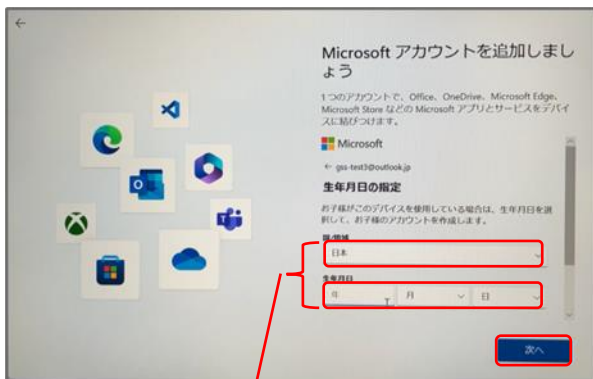 ←
Microsoft アカウントを追加しまし
ょう
1 つのアカウントで、Office、OneDrive、Microsoft Edge、
Microsoft Store などの Microsoft アプリとサービスをデバイ
スに結びつけます。
Microsoft
← gss-test3@outlook.jp
生年月日の指定
お子様がこのデバイスを使用している場合は、生年月日を選
択して、お子様のアカウントを作成します。
国/地域
日本
生年月日
年 月 日
次へ